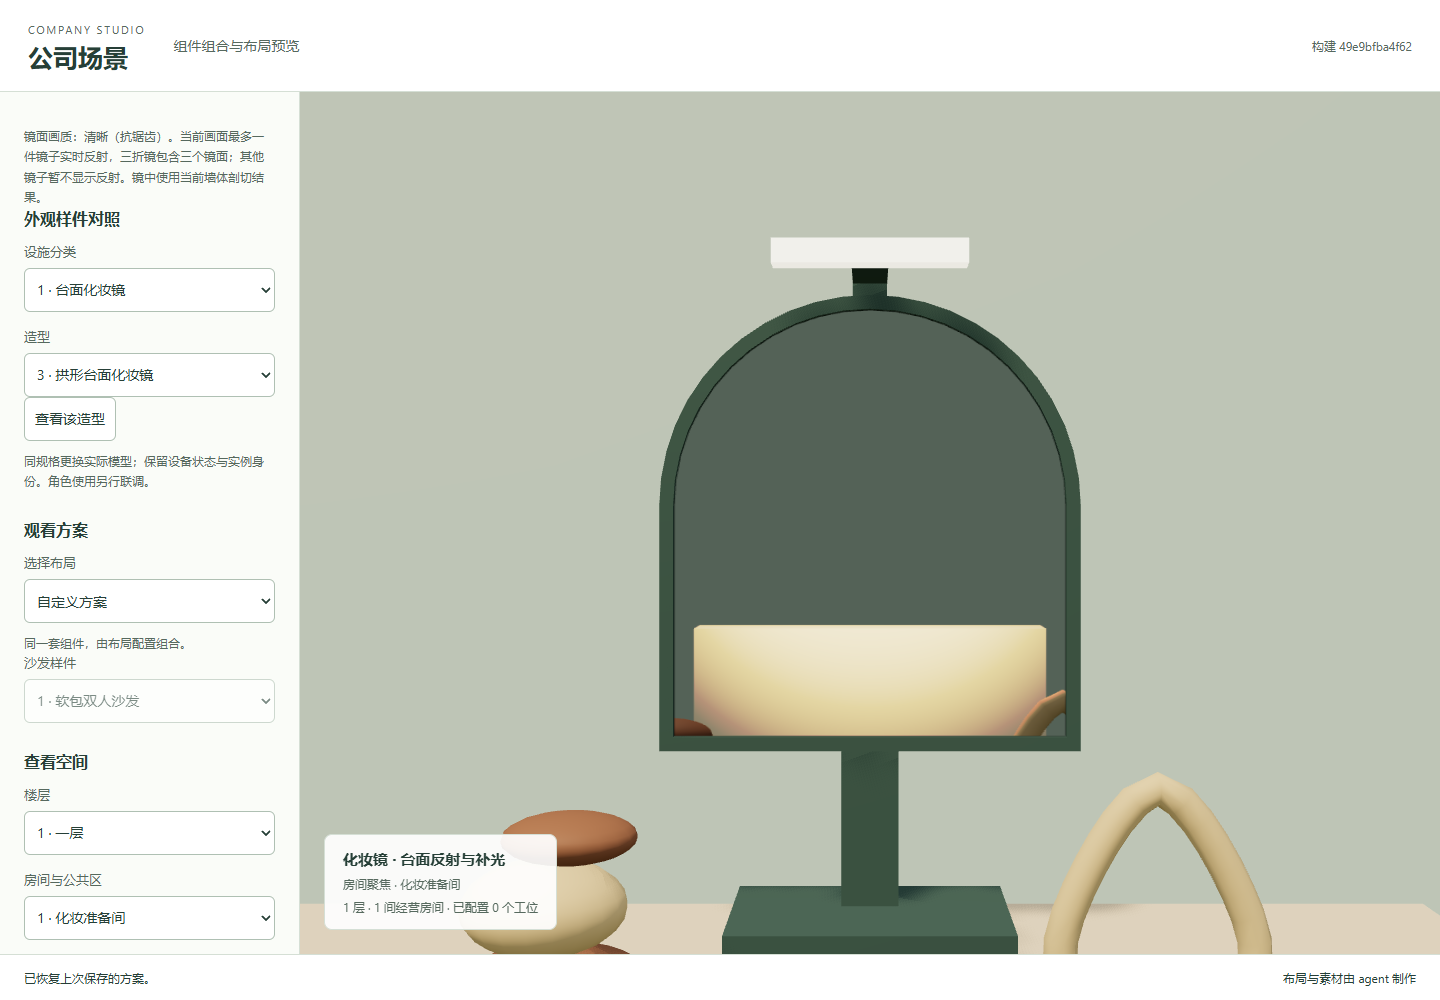 COMPANY STUDIO
公司场景
组件组合与布局预览
构建 49e9bfba4f62
镜面画质：清晰（抗锯齿）。当前画面最多一
件镜子实时反射，三折镜包含三个镜面；其他
镜子暂不显示反射。镜中使用当前墙体剖切结
果。
外观样件对照
设施分类
1 · 台面化妆镜
造型
3 · 拱形台面化妆镜
查看该造型
同规格更换实际模型；保留设备状态与实例身
份。角色使用另行联调。
观看方案
选择布局
自定义方案
同一套组件，由布局配置组合。
沙发样件
1 · 软包双人沙发
查看空间
楼层
1 · 一层
房间与公共区
1 · 化妆准备间
化妆镜 · 台面反射与补光
房间聚焦 · 化妆准备间
1 层 · 1 间经营房间 · 已配置 0 个工位
已恢复上次保存的方案。
布局与素材由 agent 制作